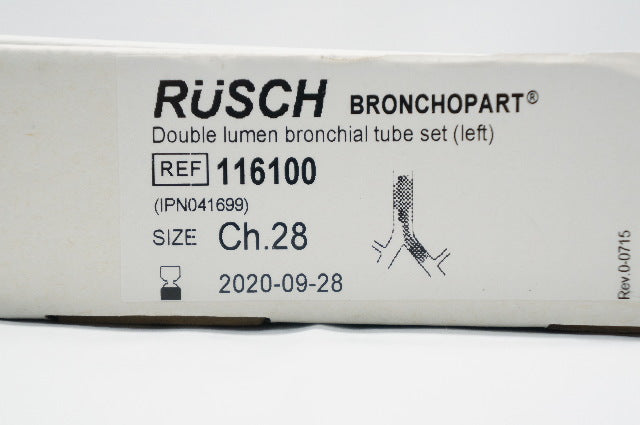 RüSCH BRONCHOPART®
Double lumen bronchial tube set (left)
REF 116100
(IPN041699)
SIZE Ch.28
2020-09-28
Rev.0-0715